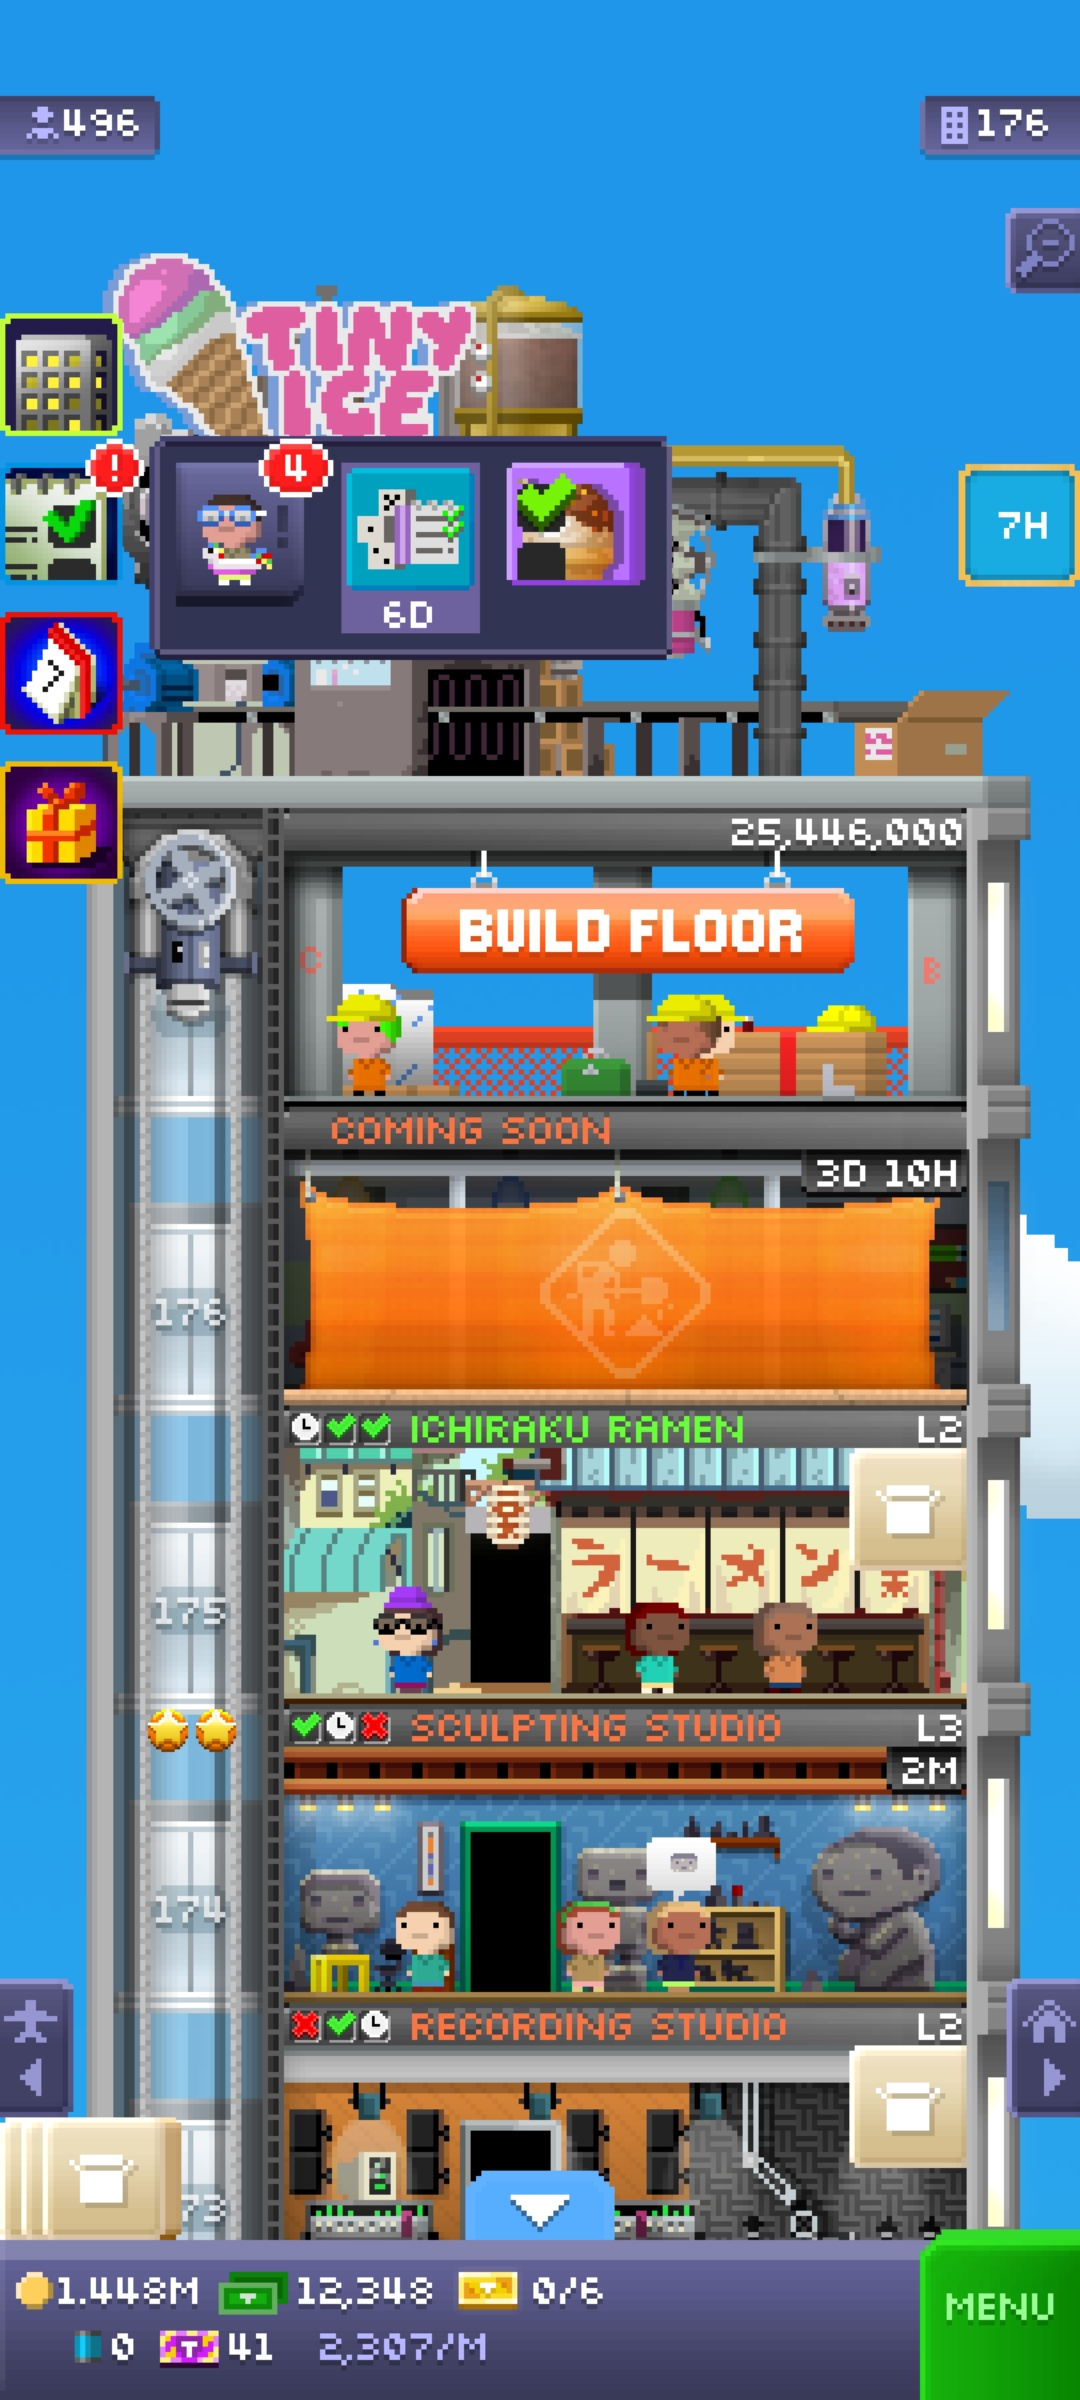 496
176
TINY
ICE
!
4
7H
6D
25,446,000
BUILD FLOOR
C
B
COMING SOON
3D 10H
176
ICHIRAKU RAMEN
L2
ラーメン
175
SCULPTING STUDIO
L3
2M
174
RECORDING STUDIO
L2
73
1.448M
12,348
0/6
MENU
0
T
41
2,307/M